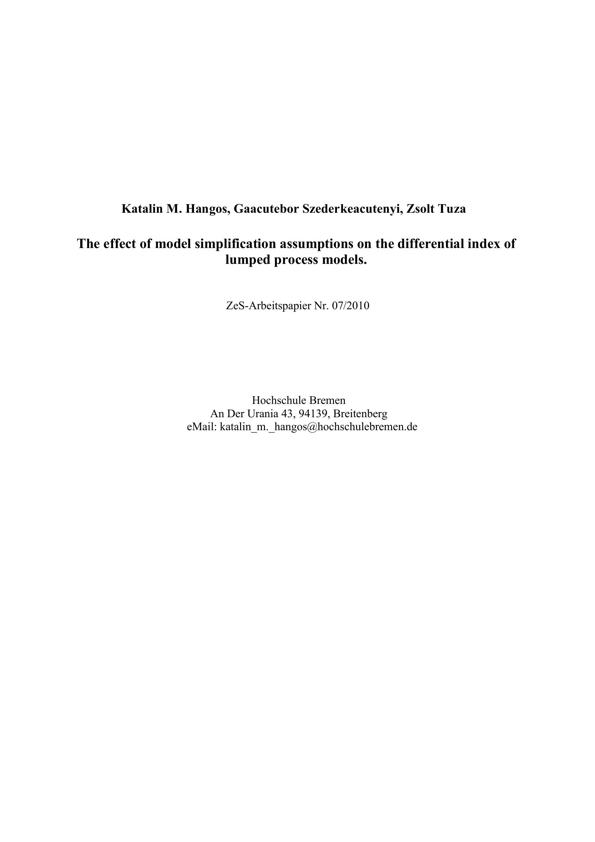 Katalin M. Hangos, Gaacutebor Szederkeacutenyi, Zsolt Tuza
The effect of model simplification assumptions on the differential index of
lumped process models.
ZeS-Arbeitspapier Nr. 07/2010
Hochschule Bremen
An Der Urania 43, 94139, Breitenberg
eMail: katalin_m._hangos@hochschulebremen.de